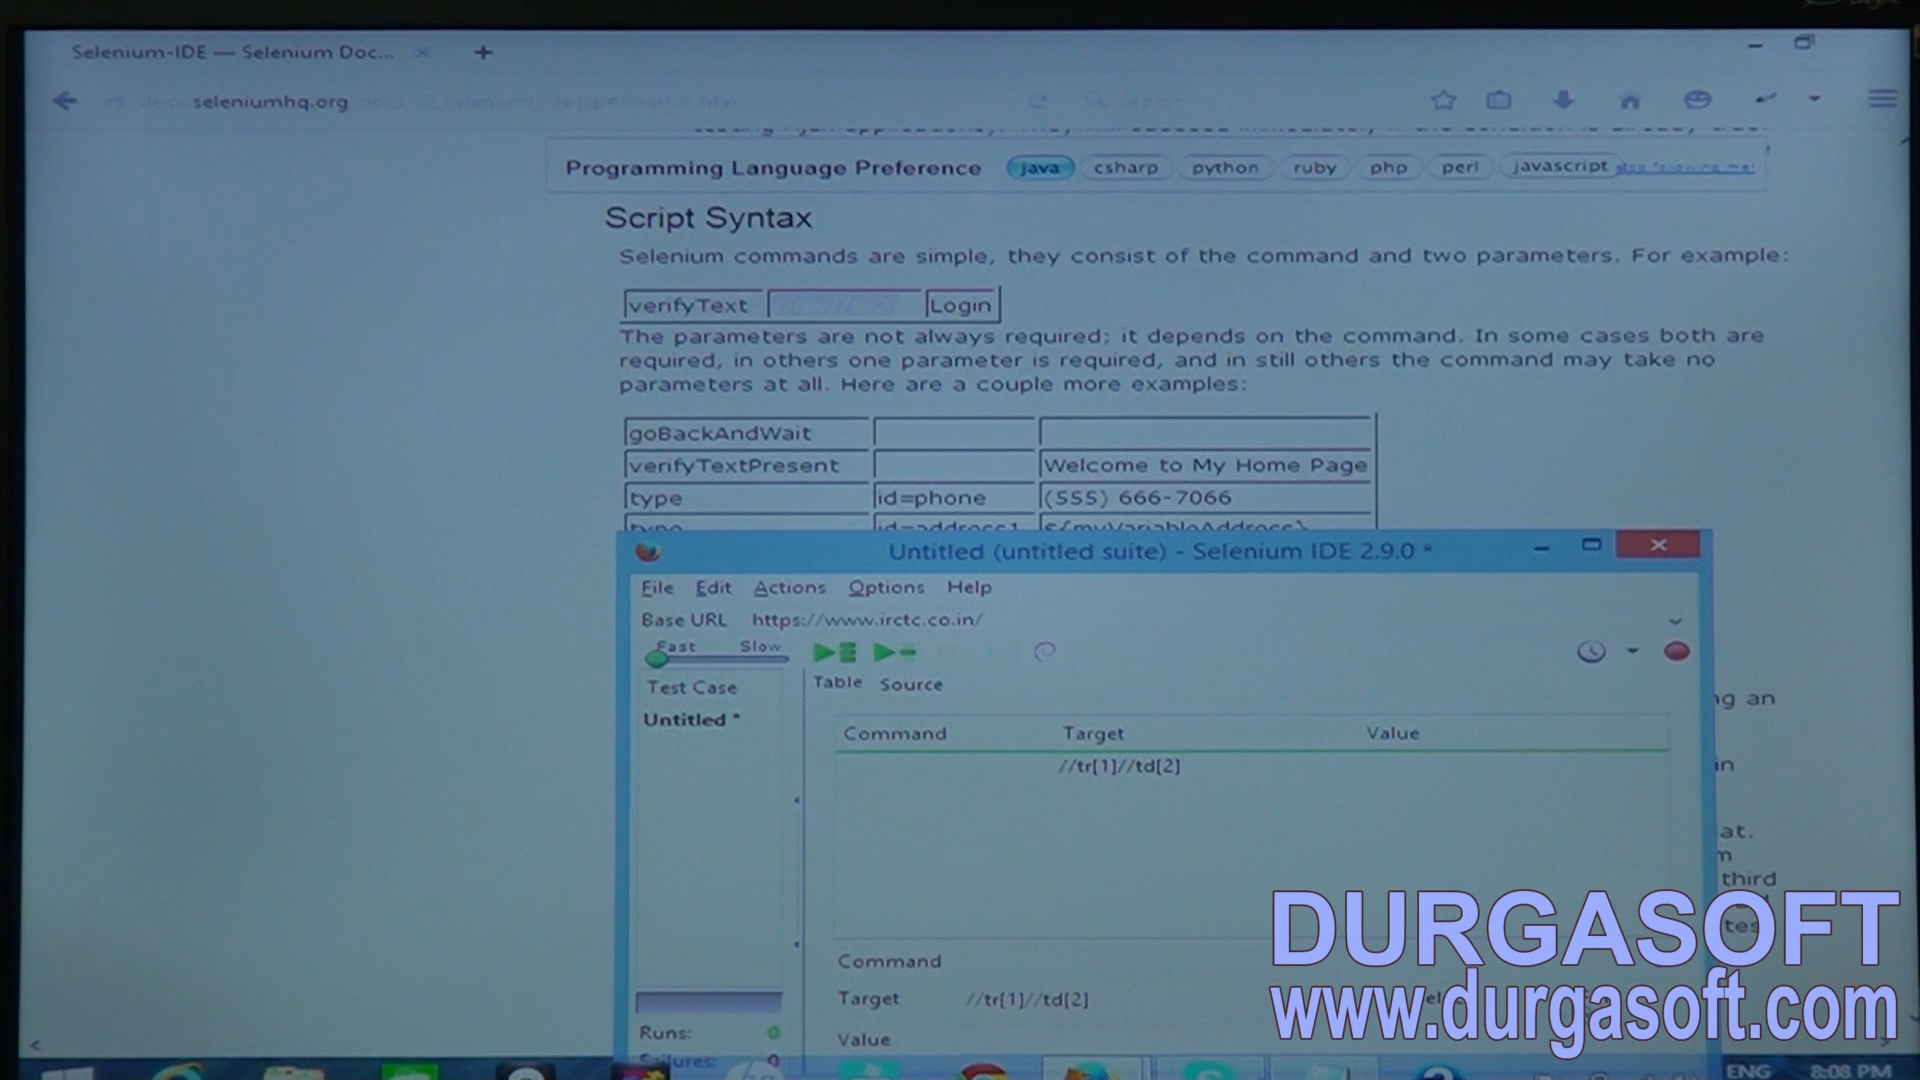 Selenium-IDE — Selenium Doc...
seleniumhq.org
Programming Language Preference java csharp python ruby php perl javascript
Script Syntax
Selenium commands are simple, they consist of the command and two parameters. For example:
verifyText Login
The parameters are not always required; it depends on the command. In some cases both are
required, in others one parameter is required, and in still others the command may take no
parameters at all. Here are a couple more examples:
goBackAndWait
verifyTextPresent Welcome to My Home Page
type id=phone (555) 666-7066
type id=address1 ${myVariableAddress}
Untitled (untitled suite) - Selenium IDE 2.9.0 *
File Edit Actions Options Help
Base URL https://www.irctc.co.in/
Fast Slow
Test Case
Table Source
Untitled *
ng an
Command Target Value
//tr[1]//td[2]
in
at.
third
Command
Target //tr[1]//td[2]
Value
Runs: 0
Failures: 0
DURGASOFT
www.durgasoft.com
ENG 8:08 PM